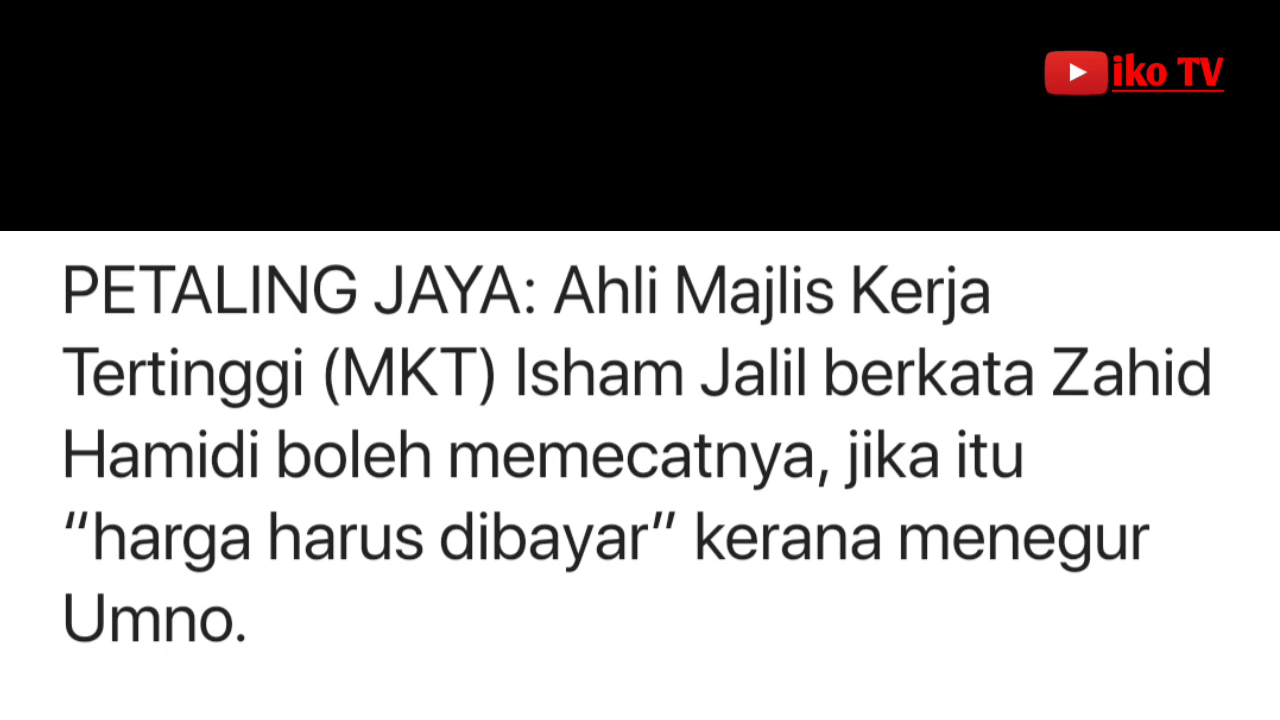 iko TV
PETALING JAYA: Ahli Majlis Kerja
Tertinggi (MKT) Isham Jalil berkata Zahid
Hamidi boleh memecatnya, jika itu
“harga harus dibayar” kerana menegur
Umno.